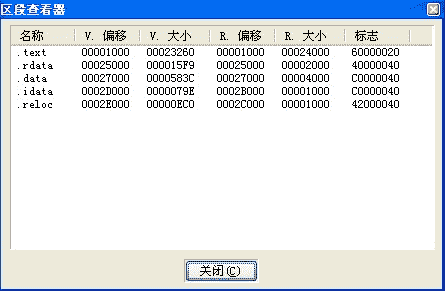 区段查看器
名称 V. 偏移 V. 大小 R. 偏移 R. 大小 标志
.text 00001000 00023260 00001000 00024000 60000020
.rdata 00025000 000015F9 00025000 00002000 40000040
.data 00027000 0000583C 00027000 00004000 C0000040
.idata 0002D000 0000079E 0002B000 00001000 C0000040
.reloc 0002E000 00000EC0 0002C000 00001000 42000040
关闭(C)